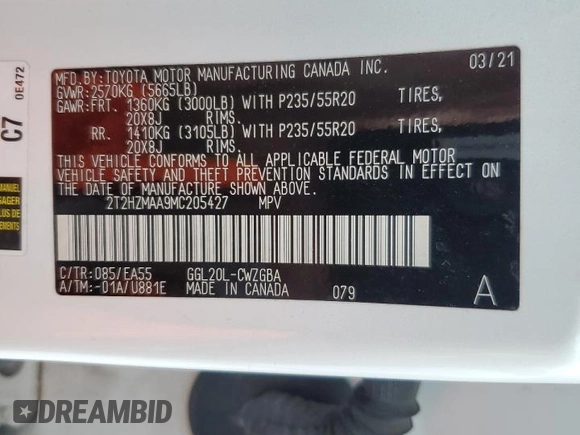 MFD.BY:TOYOTA MOTOR MANUFACTURING CANADA INC. 03/21
GVWR:2570KG (5665LB)
GAWR:FRT. 1360KG (3000LB) WITH P235/55R20 TIRES,
20X8J RIMS.
RR. 1410KG (3105LB) WITH P235/55R20 TIRES,
20X8J RIMS.
THIS VEHICLE CONFORMS TO ALL APPLICABLE FEDERAL MOTOR
VEHICLE SAFETY AND THEFT PREVENTION STANDARDS IN EFFECT ON
THE DATE OF MANUFACTURE SHOWN ABOVE.
2T2HZMAA9MC205427 MPV
C/TR:085/EA55 GGL20L-CWZGBA
A/TM:-01A/U881E MADE IN CANADA 079 A
C7
0E472
DREAMBID